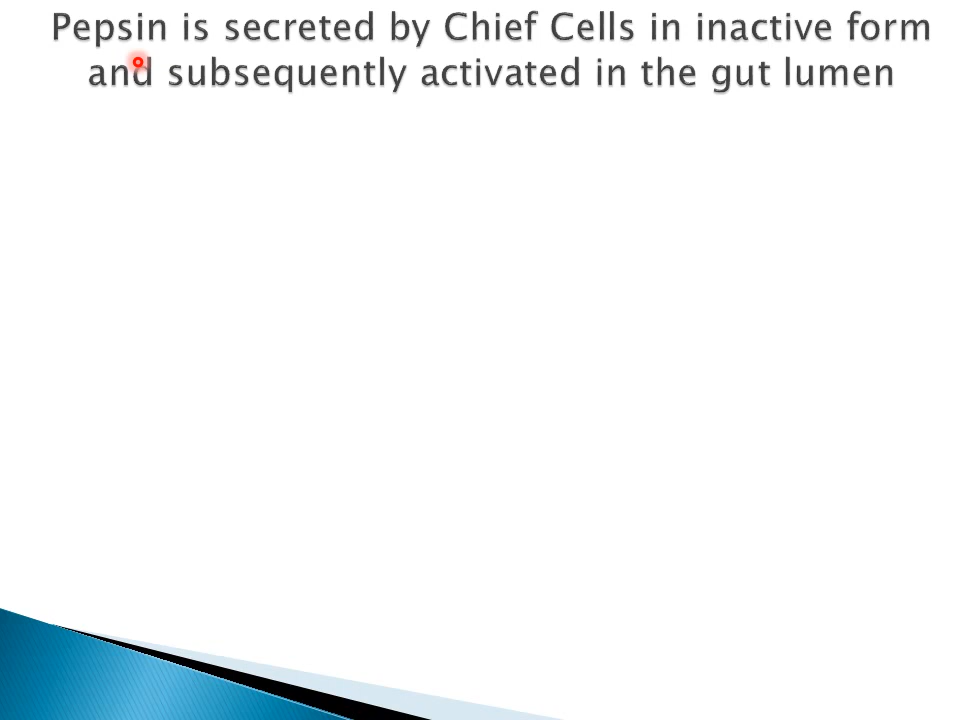 Pepsin is secreted by Chief Cells in inactive form
and subsequently activated in the gut lumen